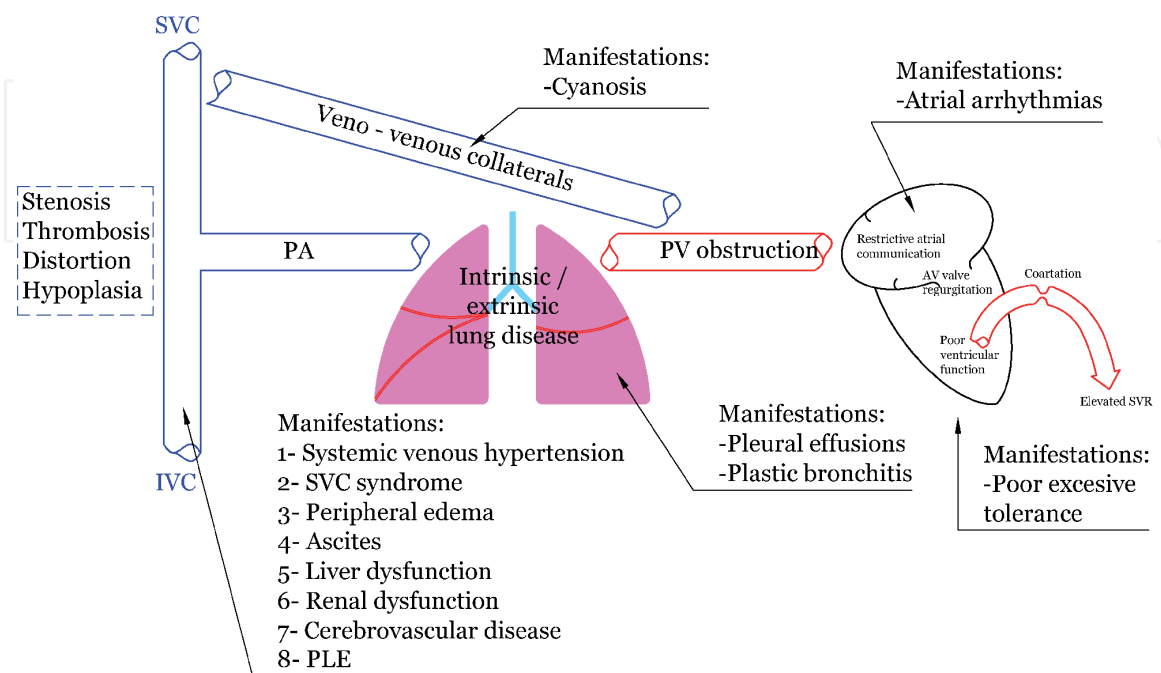 SVC
Manifestations:
-Cyanosis
Manifestations:
-Atrial arrhythmias
Veno - venous collaterals
Stenosis
Thrombosis
Distortion
Hypoplasia
PA
PV obstruction
Restrictive atrial
communication
AV valve
regurgitation
Coartation
Intrinsic /
extrinsic
lung disease
Poor
ventricular
function
Elevated SVR
IVC
Manifestations:
1- Systemic venous hypertension
2- SVC syndrome
3- Peripheral edema
4- Ascites
5- Liver dysfunction
6- Renal dysfunction
7- Cerebrovascular disease
8- PLE
Manifestations:
-Pleural effusions
-Plastic bronchitis
Manifestations:
-Poor excesive
tolerance